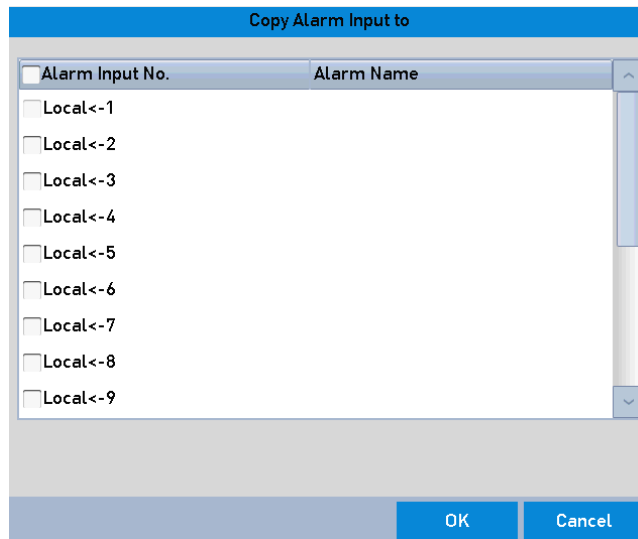 Copy Alarm Input to
Alarm Input No. Alarm Name
Local<-1
Local<-2
Local<-3
Local<-4
Local<-5
Local<-6
Local<-7
Local<-8
Local<-9
OK Cancel